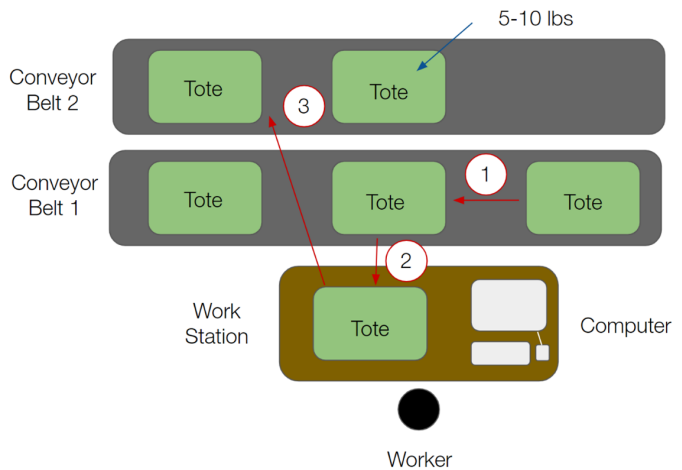 5-10 lbs
Conveyor
Belt 2
Tote
Tote
3
Conveyor
Belt 1
Tote
Tote
1
Tote
2
Work
Station
Tote
Computer
Worker